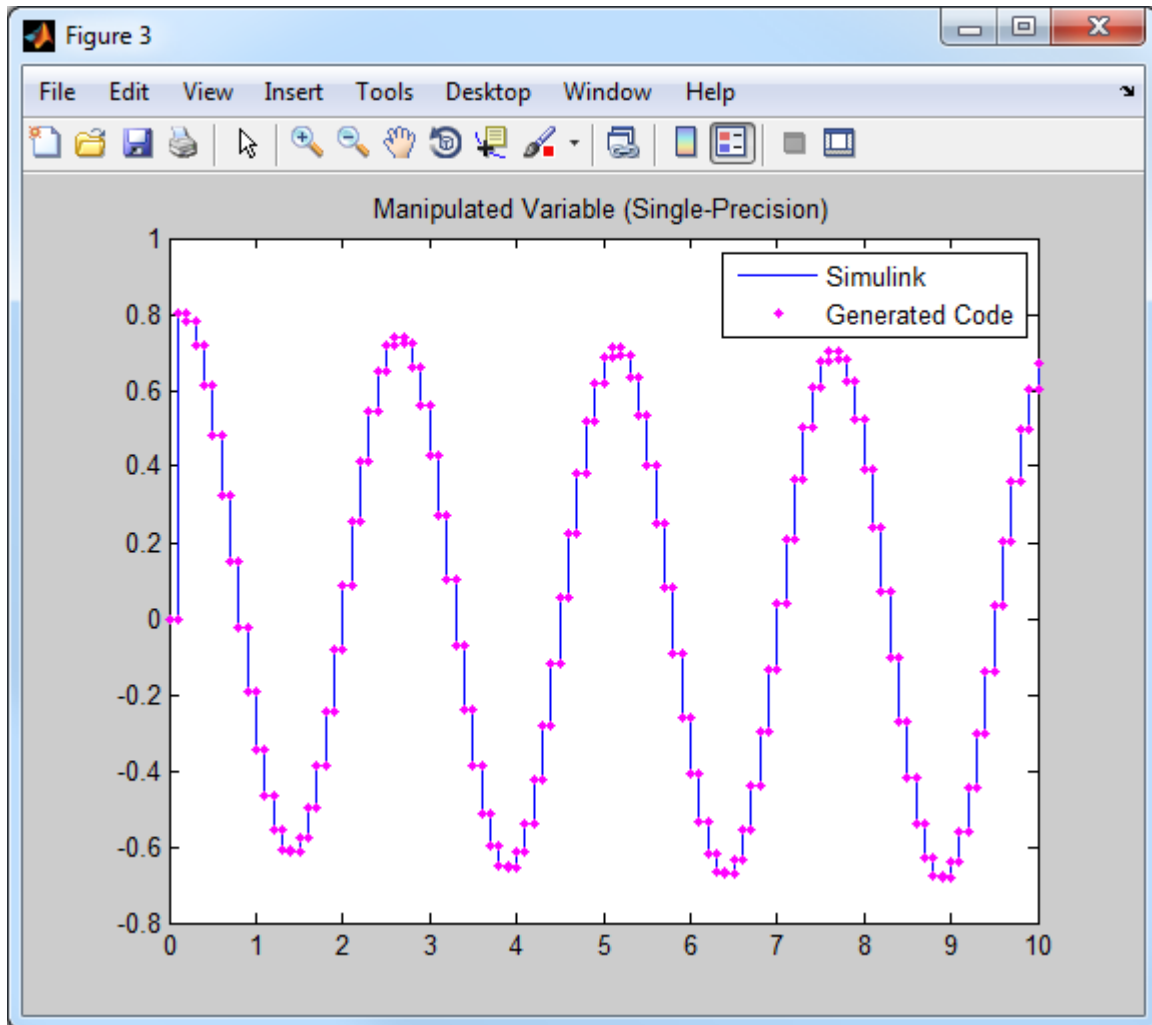 Figure 3
File Edit View Insert Tools Desktop Window Help
Manipulated Variable (Single-Precision)
Simulink
Generated Code
1
0.8
0.6
0.4
0.2
0
-0.2
-0.4
-0.6
-0.8
0 1 2 3 4 5 6 7 8 9 10